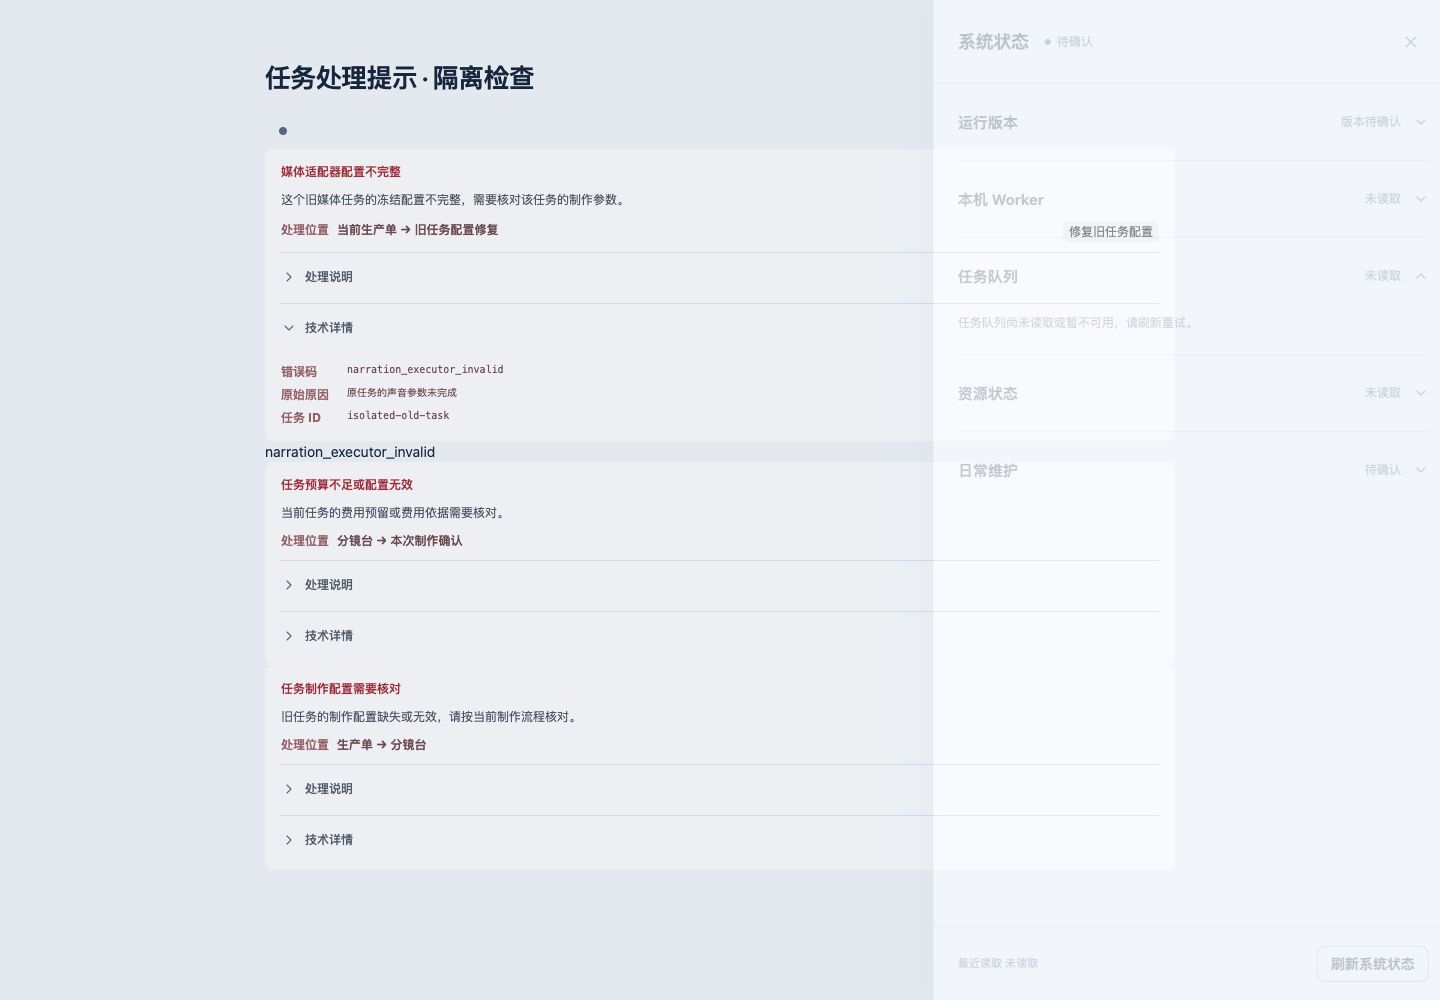 任务处理提示 · 隔离检查
媒体适配器配置不完整
这个旧媒体任务的冻结配置不完整，需要核对该任务的制作参数。
处理位置 当前生产单 → 旧任务配置修复
修复旧任务配置
处理说明
技术详情
错误码 narration_executor_invalid
原始原因 原任务的声音参数未完成
任务 ID isolated-old-task
narration_executor_invalid
任务预算不足或配置无效
当前任务的费用预留或费用依据需要核对。
处理位置 分镜台 → 本次制作确认
处理说明
技术详情
任务制作配置需要核对
旧任务的制作配置缺失或无效，请按当前制作流程核对。
处理位置 生产单 → 分镜台
处理说明
技术详情
系统状态 待确认
运行版本 版本待确认
本机 Worker 未读取
任务队列 未读取
任务队列尚未读取或暂不可用，请刷新重试。
资源状态 未读取
日常维护 待确认
最近读取 未读取
刷新系统状态